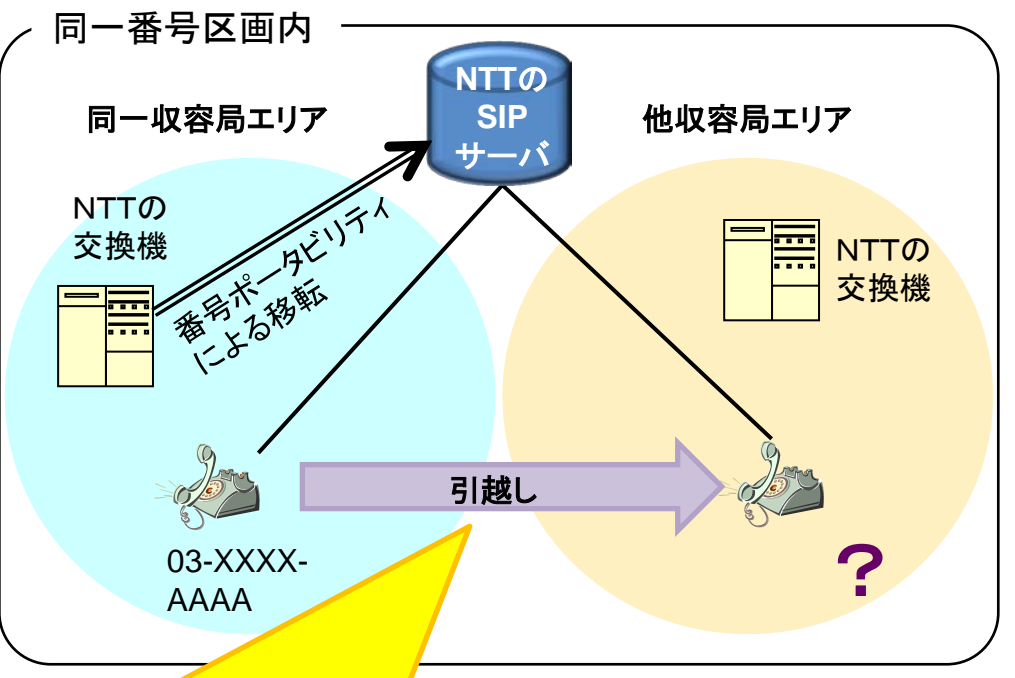 同一番号区画内
NTTの
SIP
サーバ
同一収容局エリア
他収容局エリア
NTTの
交換機
番号ポータビリティ
による移転
NTTの
交換機
引越し
03-XXXX-
AAAA
？